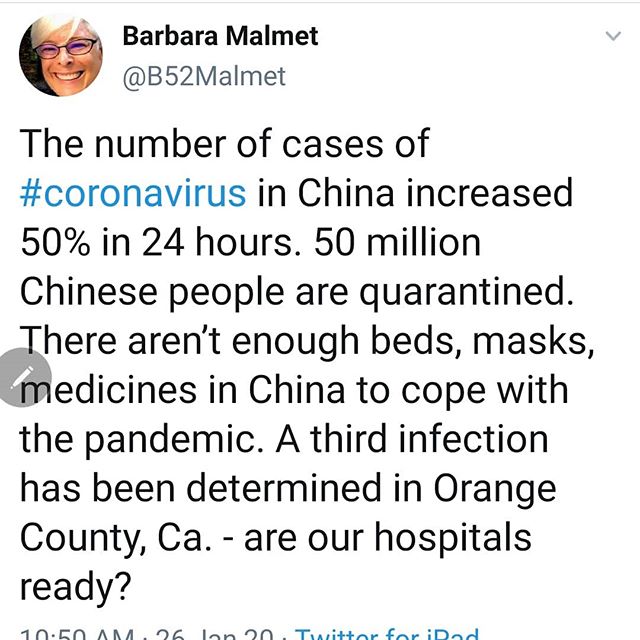 Barbara Malmet
@B52Malmet
The number of cases of
#coronavirus in China increased
50% in 24 hours. 50 million
Chinese people are quarantined.
There aren’t enough beds, masks,
medicines in China to cope with
the pandemic. A third infection
has been determined in Orange
County, Ca. - are our hospitals
ready?
10:50 AM · 26 Jan 20 · Twitter for iPad